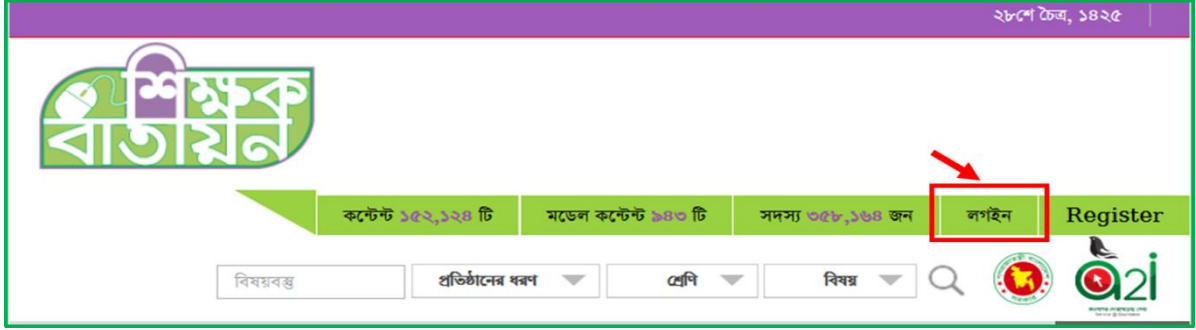 ২৮শে চৈত্র, ১৪২৫
শিক্ষক
বাতায়ন
কন্টেন্ট ১৫২,১২৪ টি মডেল কন্টেন্ট ৯৪৩ টি সদস্য ৩৫৮,১৬৪ জন লগইন Register
বিষয়বস্তু প্রতিষ্ঠানের ধরণ শ্রেণি বিষয়
a2i